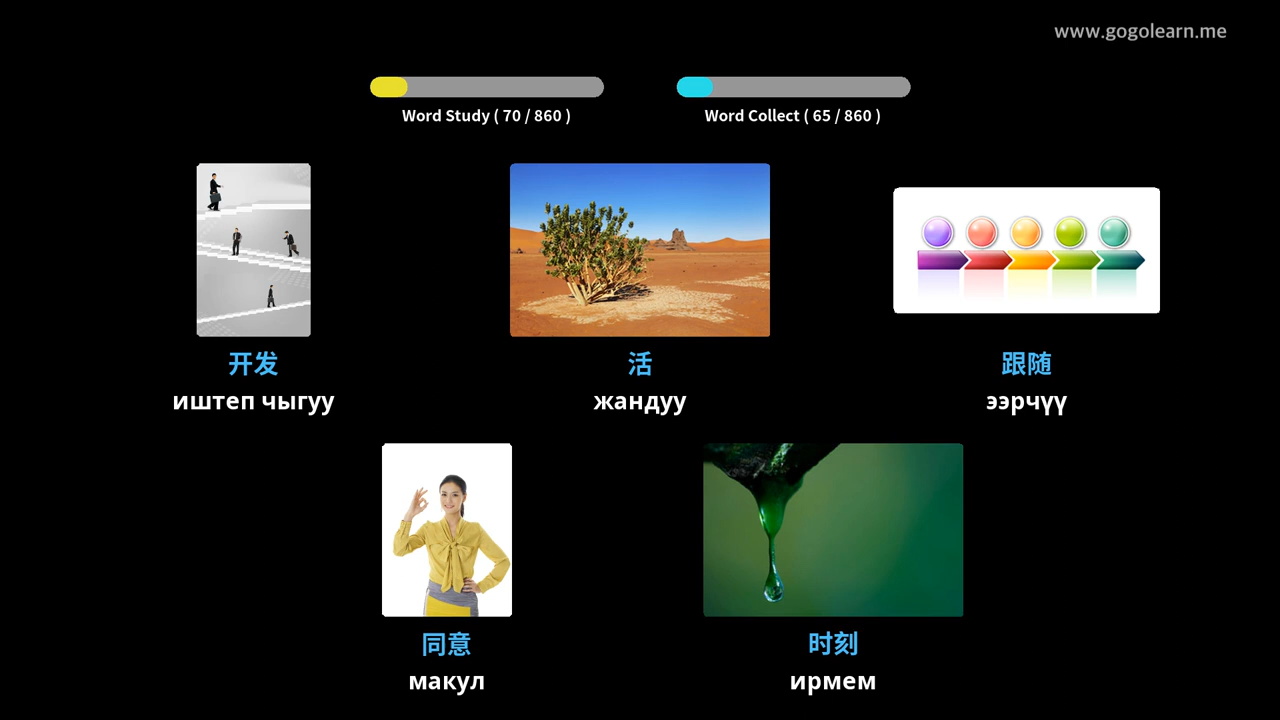 www.gogolearn.me
Word Study ( 70 / 860 )
Word Collect ( 65 / 860 )
开发
иштеп чыгуу
活
жандуу
跟随
ээрчүү
同意
макул
时刻
ирмем